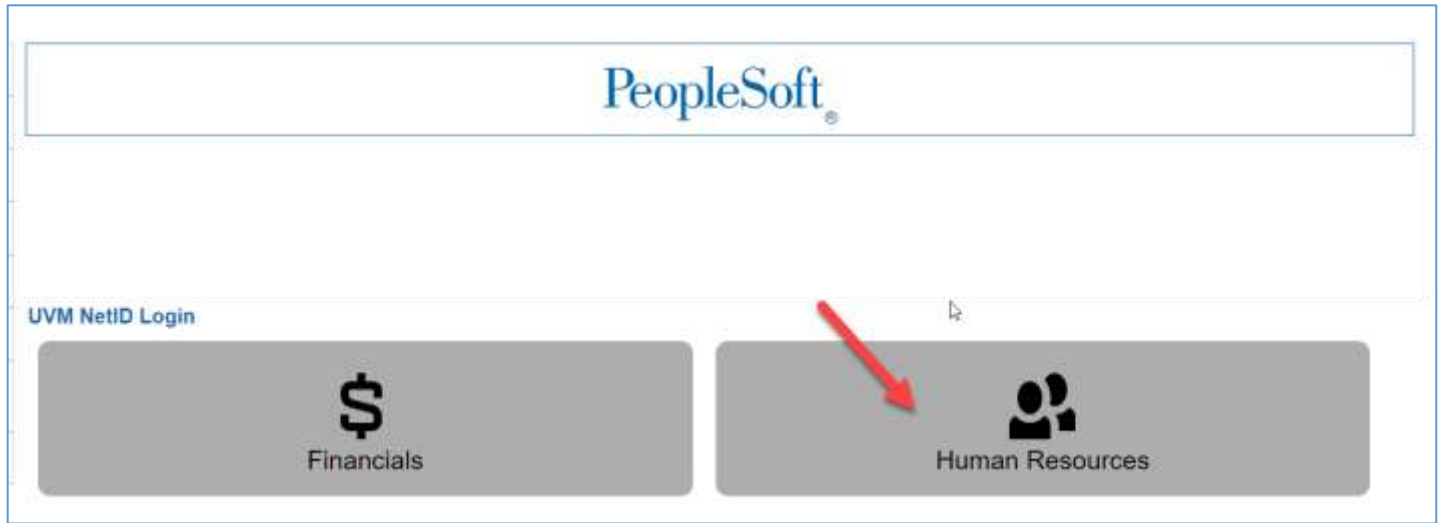 PeopleSoft®
UVM NetID Login
$
Financials
Human Resources